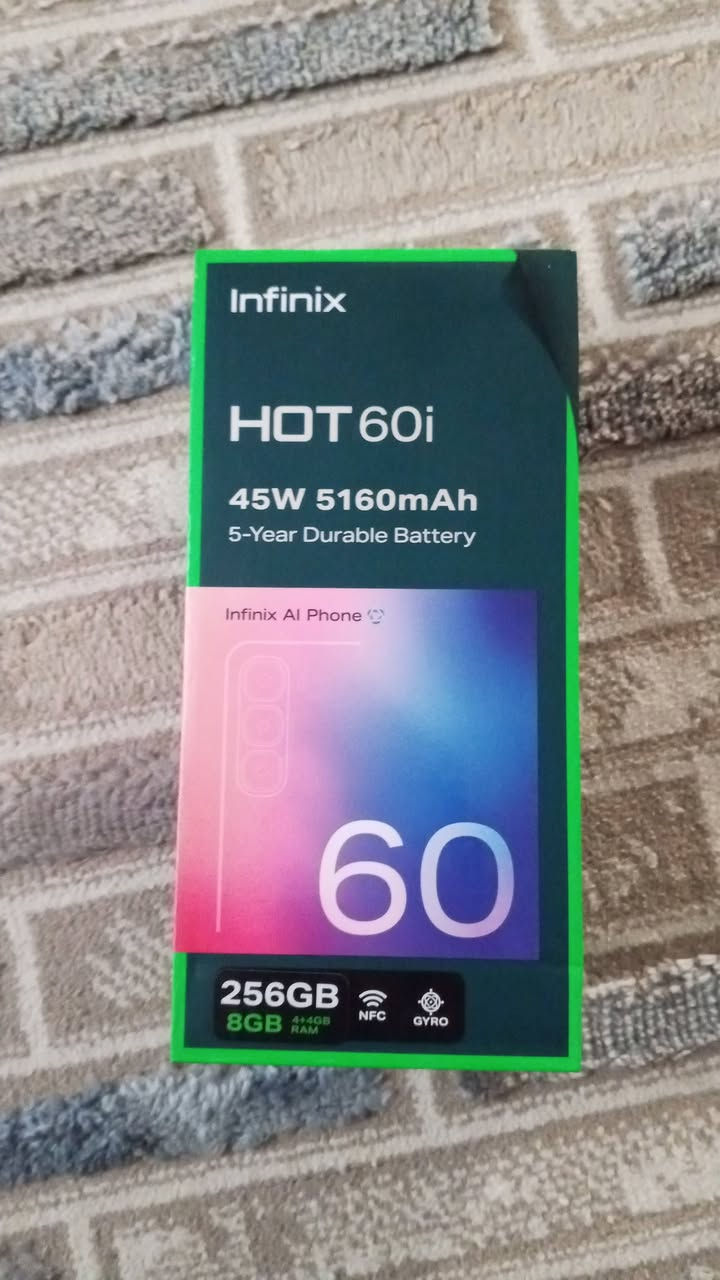 Infinix
HOT 60i
45W 5160mAh
5-Year Durable Battery
Infinix AI Phone
60
256GB
8GB 4+4GB RAM
NFC
GYRO